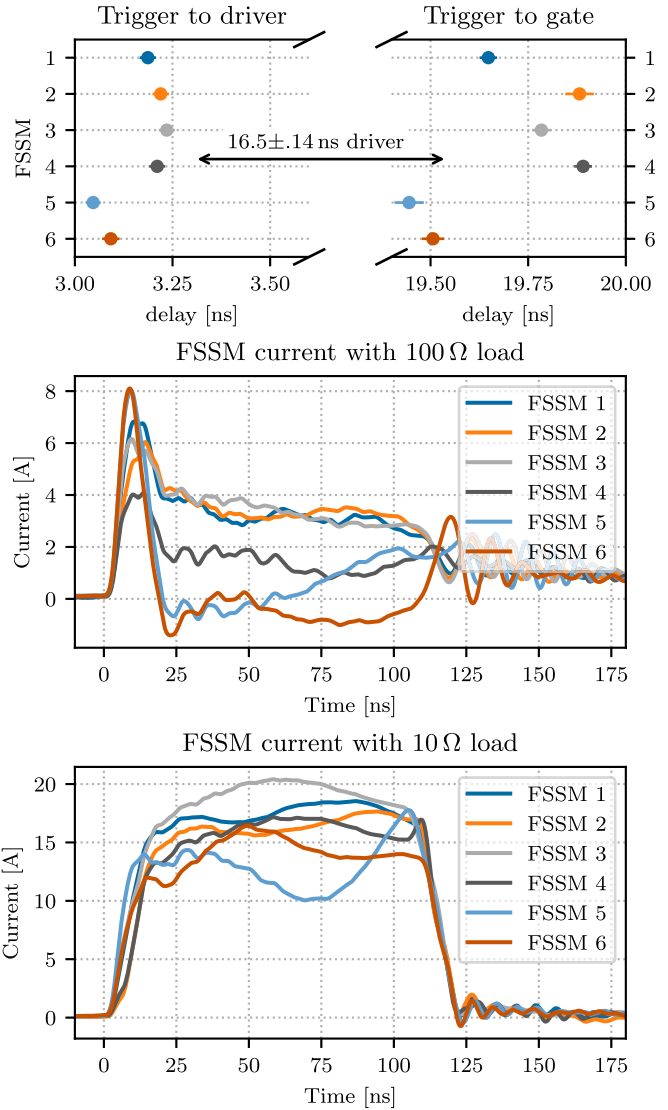 Trigger to driver Trigger to gate
1 1
2 2
3 3
16.5±.14 ns driver
4 4
5 5
6 6
FSSM
3.00 3.25 3.50 19.50 19.75 20.00
delay [ns] delay [ns]
FSSM current with 100 Ω load
8
6
4
2
0
Current [A]
FSSM 1
FSSM 2
FSSM 3
FSSM 4
FSSM 5
FSSM 6
0 25 50 75 100 125 150 175
Time [ns]
FSSM current with 10 Ω load
20
15
10
5
0
Current [A]
FSSM 1
FSSM 2
FSSM 3
FSSM 4
FSSM 5
FSSM 6
0 25 50 75 100 125 150 175
Time [ns]